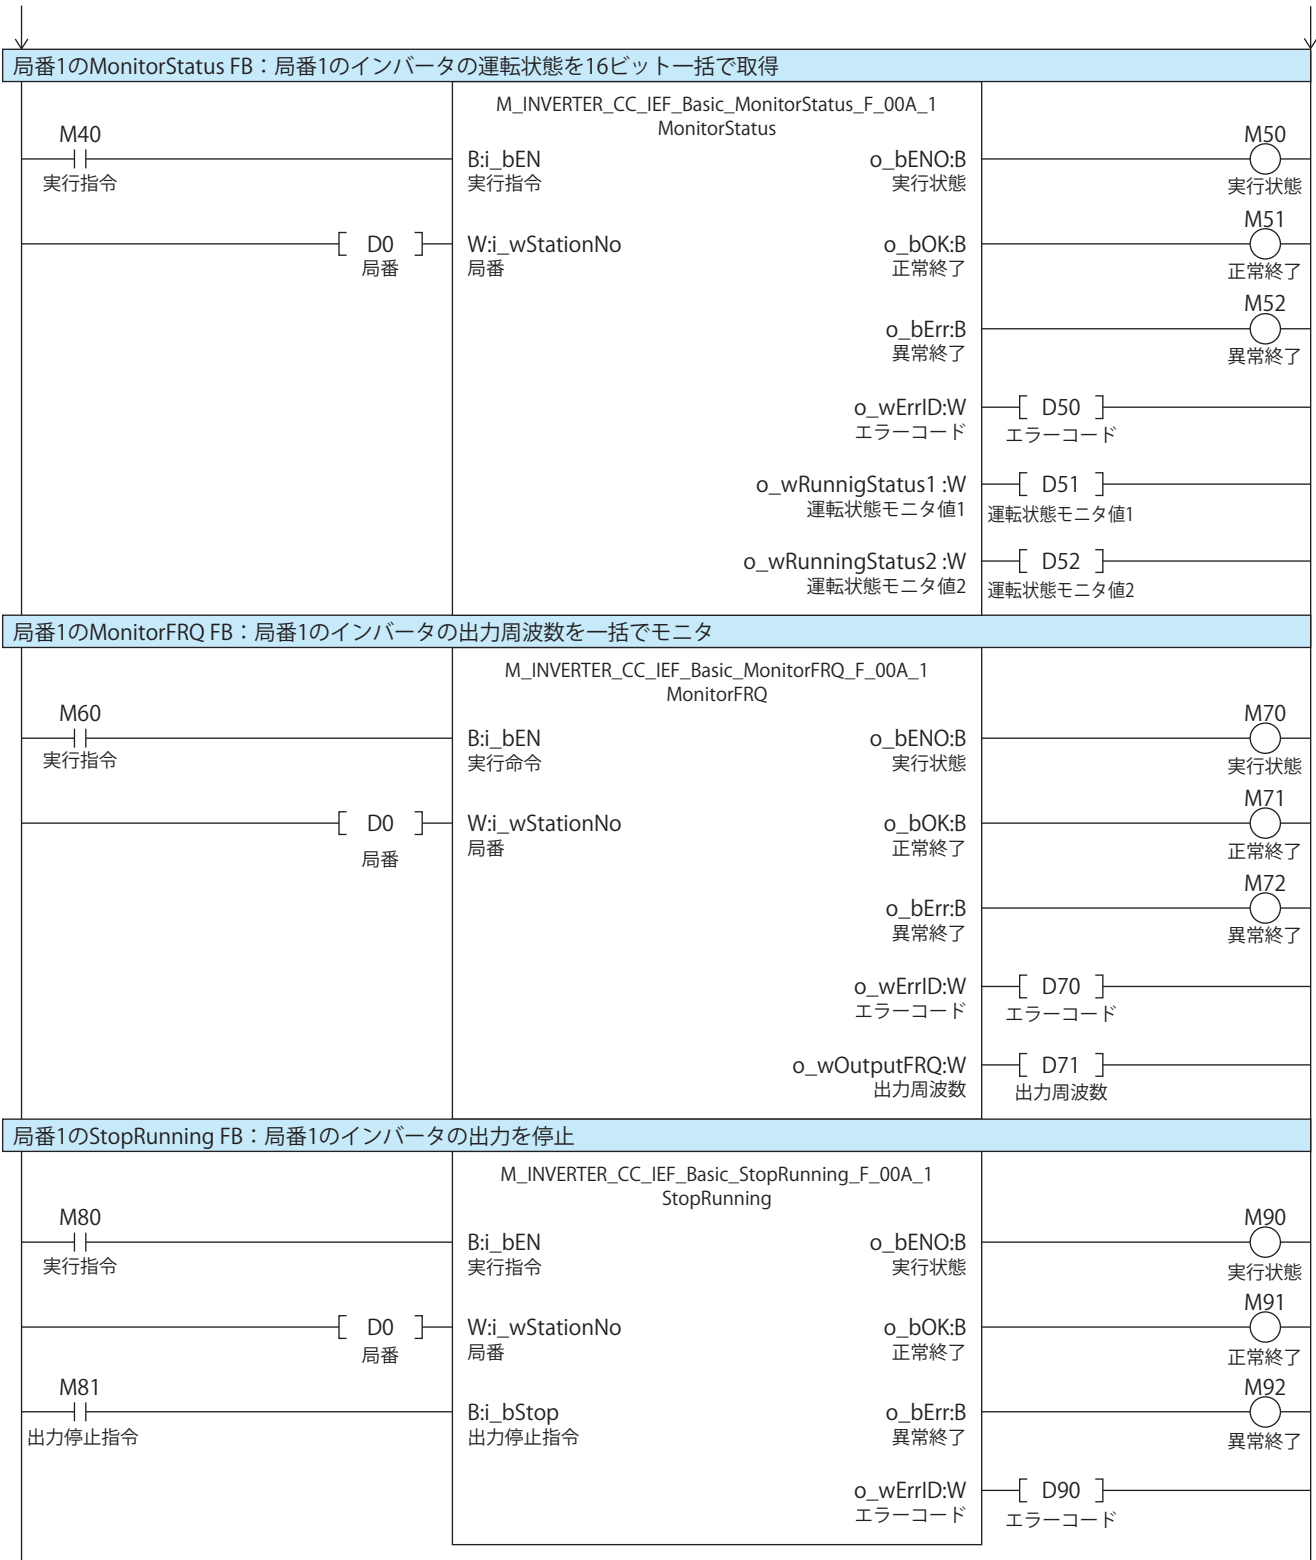 局番1のMonitorStatus FB：局番1のインバータの運転状態を16ビット一括で取得
M_INVERTER_CC_IEF_Basic_MonitorStatus_F_00A_1
MonitorStatus
M40
M50
B:i_bEN
o_bENO:B
実行指令
実行指令
実行状態
実行状態
M51
D0
W:i_wStationNo
o_bOK:B
局番
局番
正常終了
正常終了
M52
o_bErr:B
異常終了
異常終了
o_wErrID:W
D50
エラーコード
エラーコード
o_wRunnigStatus1 :W
D51
運転状態モニタ値1
運転状態モニタ値1
o_wRunningStatus2 :W
D52
運転状態モニタ値2
運転状態モニタ値2
局番1のMonitorFRQ FB：局番1のインバータの出力周波数を一括でモニタ
M_INVERTER_CC_IEF_Basic_MonitorFRQ_F_00A_1
MonitorFRQ
M60
M70
B:i_bEN
o_bENO:B
実行指令
実行命令
実行状態
実行状態
M71
D0
W:i_wStationNo
o_bOK:B
局番
局番
正常終了
正常終了
M72
o_bErr:B
異常終了
異常終了
o_wErrID:W
D70
エラーコード
エラーコード
o_wOutputFRQ:W
D71
出力周波数
出力周波数
局番1のStopRunning FB：局番1のインバータの出力を停止
M_INVERTER_CC_IEF_Basic_StopRunning_F_00A_1
StopRunning
M80
M90
B:i_bEN
o_bENO:B
実行指令
実行指令
実行状態
実行状態
M91
D0
W:i_wStationNo
o_bOK:B
局番
局番
正常終了
正常終了
M81
M92
B:i_bStop
o_bErr:B
出力停止指令
出力停止指令
異常終了
異常終了
o_wErrID:W
D90
エラーコード
エラーコード